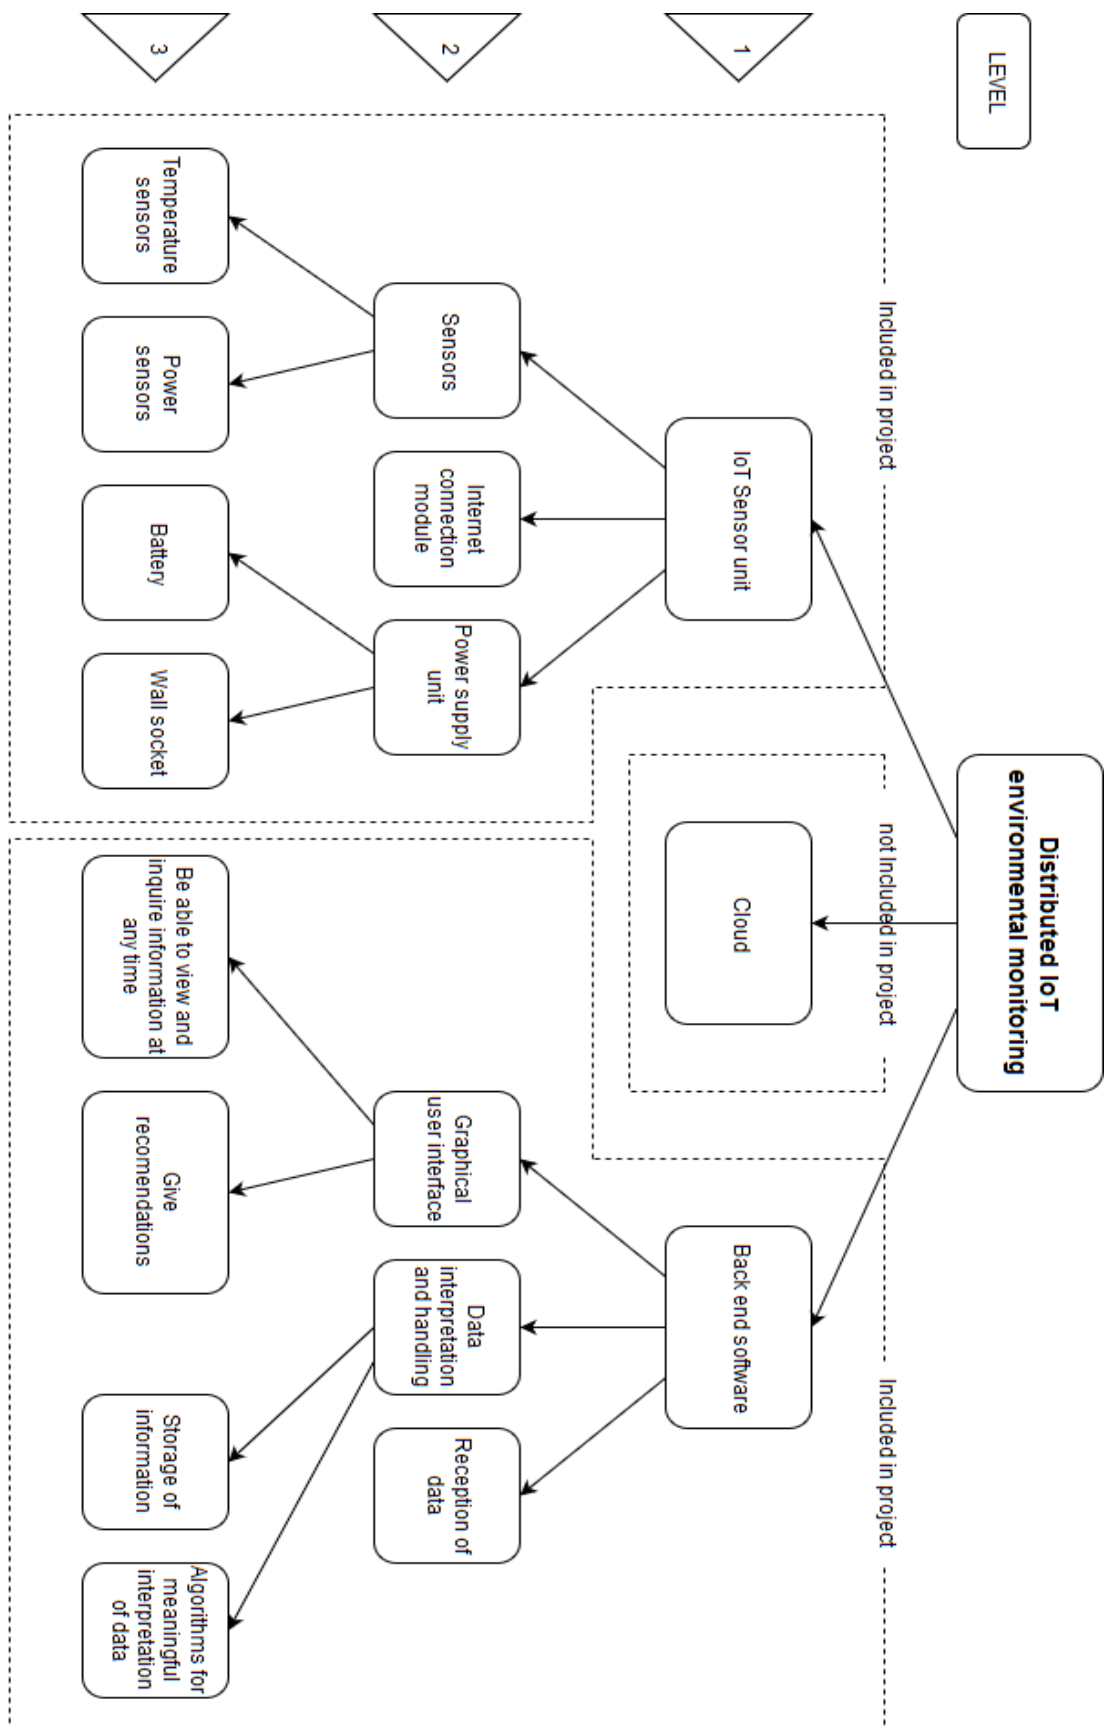 LEVEL
Distributed IoT
environmental monitoring
Included in project
not Included in project
Included in project
1
IoT Sensor unit
Cloud
Back end software
2
Sensors
Internet
connection
module
Power supply
unit
Graphical
user interface
Data
interpretation
and handling
Reception of
data
3
Temperature
sensors
Power
sensors
Battery
Wall socket
Be able to view and
inquire information at
any time
Give
recomendations
Storage of
information
Algorithms for
meaningful
interpretation
of data